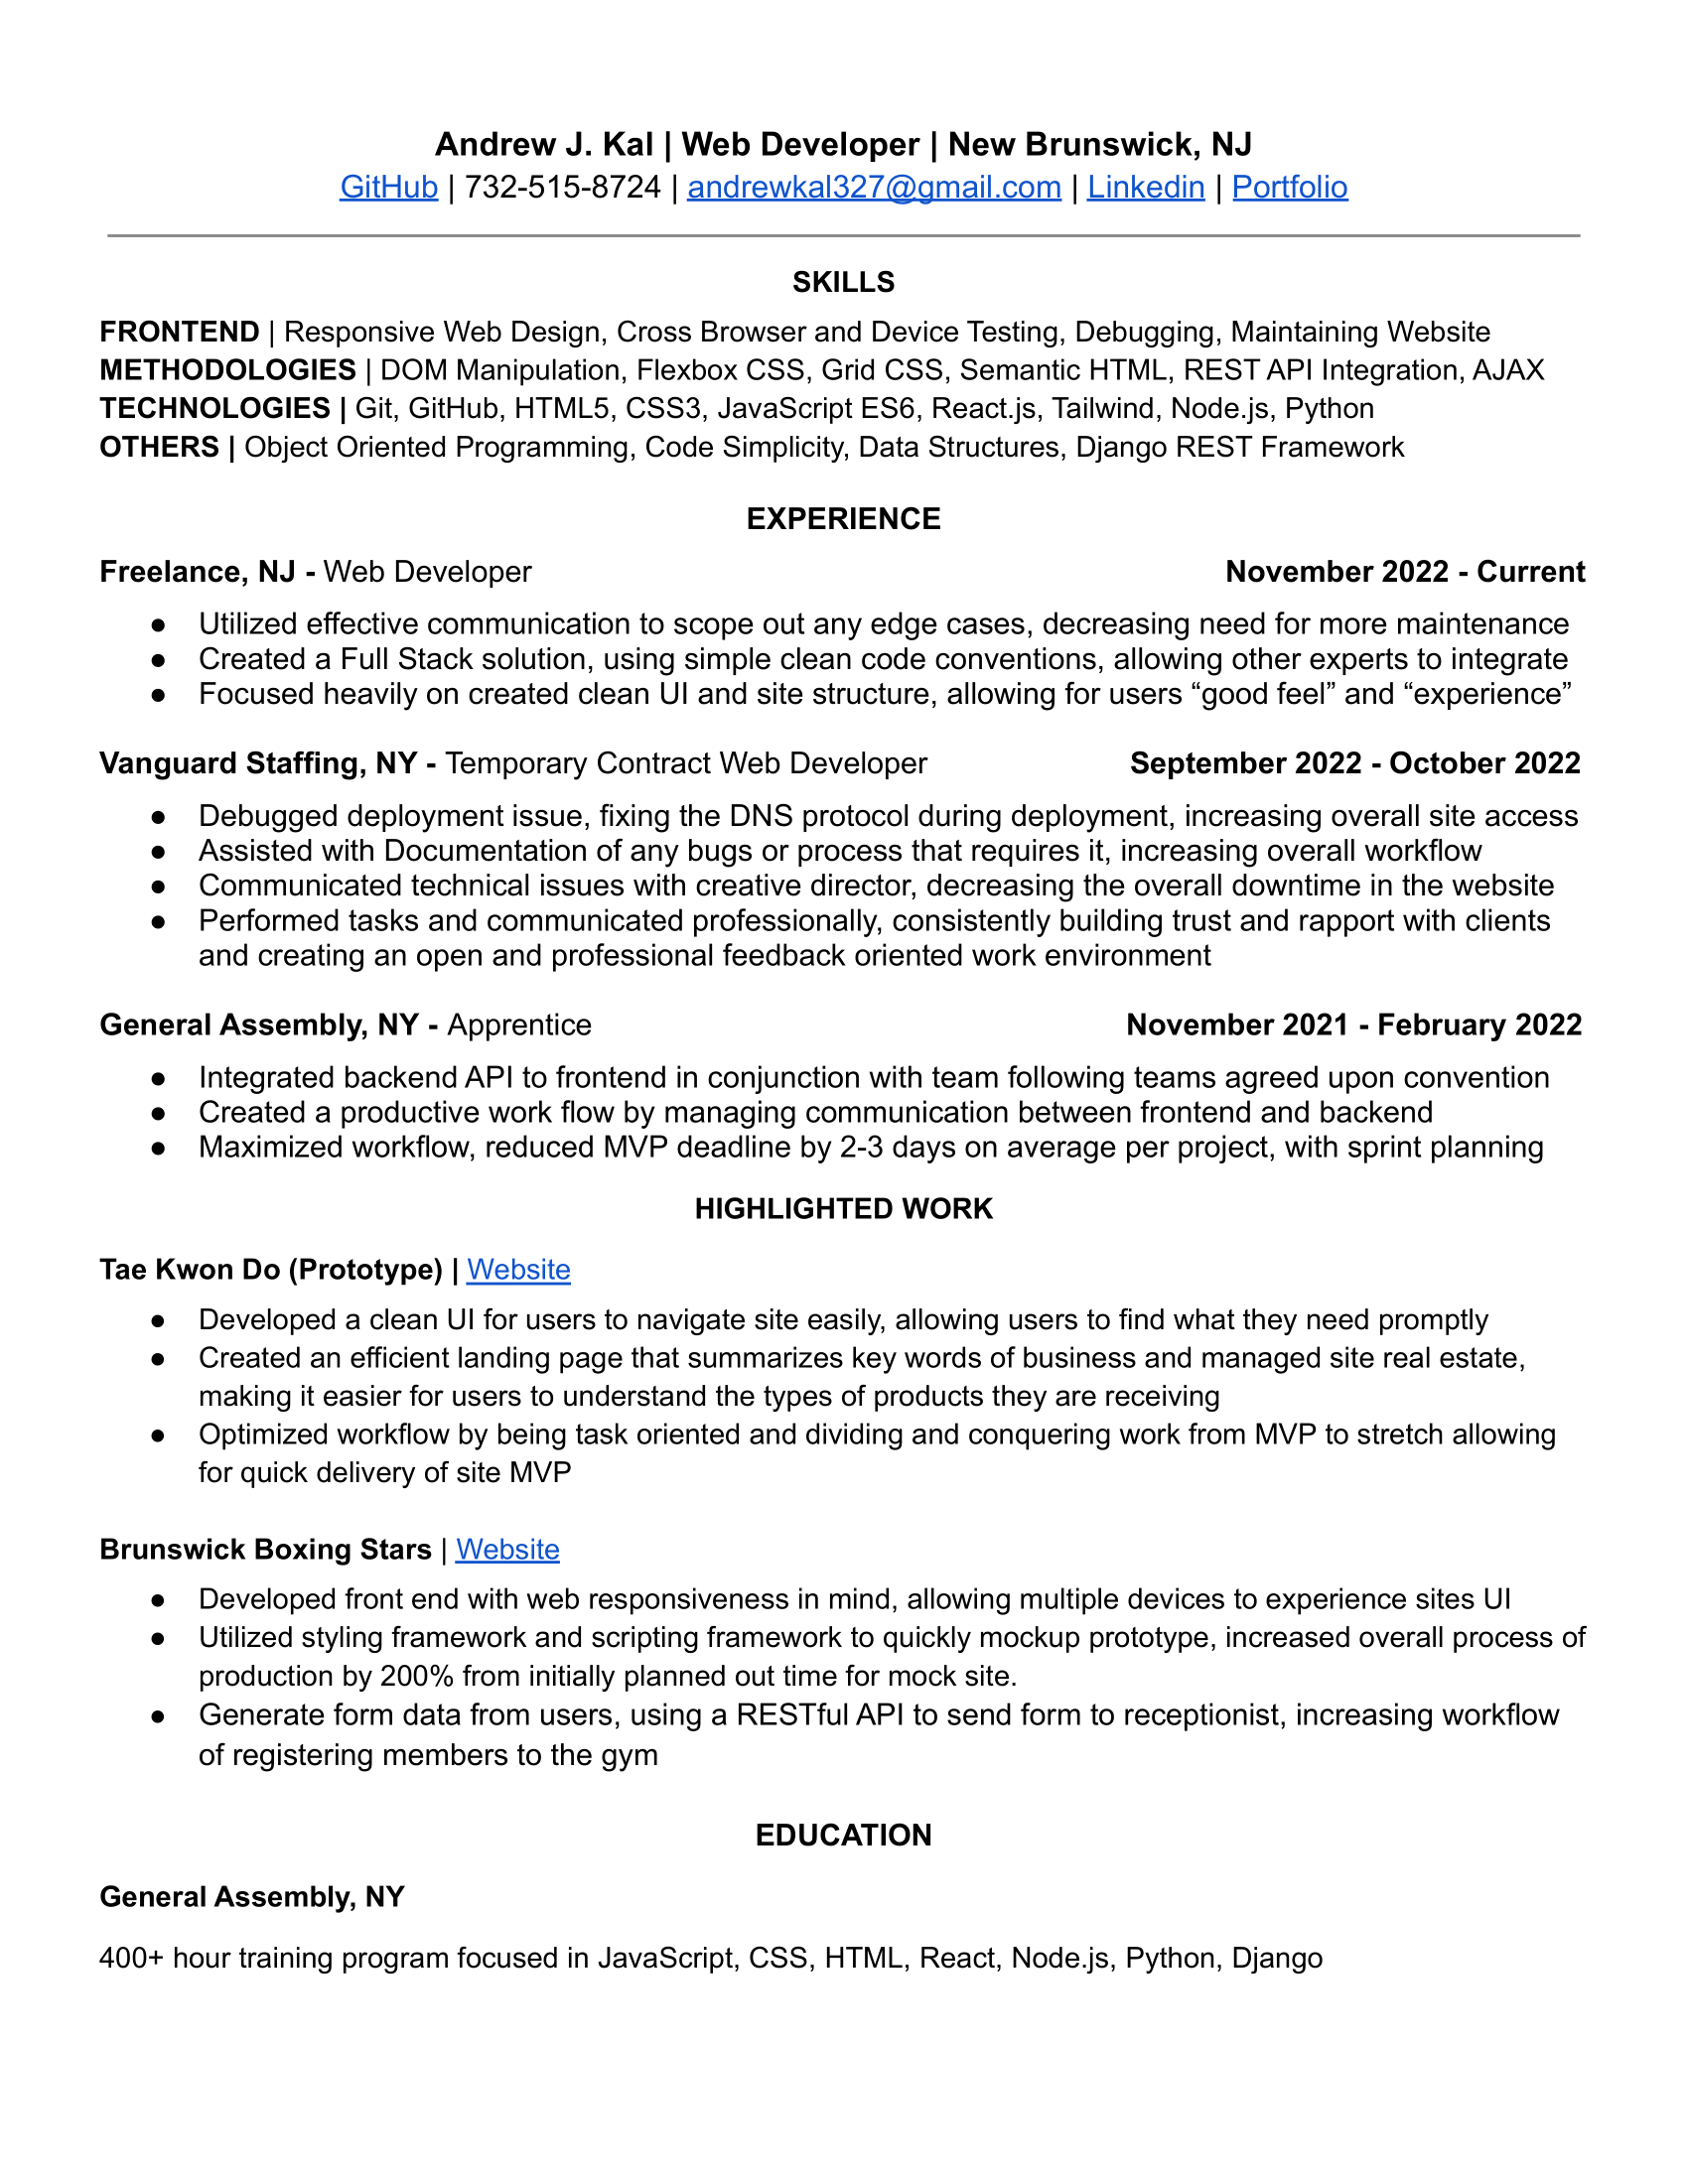 Andrew J. Kal | Web Developer | New Brunswick, NJ
GitHub | 732-515-8724 | andrewkal327@gmail.com | Linkedin | Portfolio
SKILLS
FRONTEND | Responsive Web Design, Cross Browser and Device Testing, Debugging, Maintaining Website
METHODOLOGIES | DOM Manipulation, Flexbox CSS, Grid CSS, Semantic HTML, REST API Integration, AJAX
TECHNOLOGIES | Git, GitHub, HTML5, CSS3, JavaScript ES6, React.js, Tailwind, Node.js, Python
OTHERS | Object Oriented Programming, Code Simplicity, Data Structures, Django REST Framework
EXPERIENCE
Freelance, NJ - Web Developer November 2022 - Current
● Utilized effective communication to scope out any edge cases, decreasing need for more maintenance
● Created a Full Stack solution, using simple clean code conventions, allowing other experts to integrate
● Focused heavily on created clean UI and site structure, allowing for users “good feel” and “experience”
Vanguard Staffing, NY - Temporary Contract Web Developer September 2022 - October 2022
● Debugged deployment issue, fixing the DNS protocol during deployment, increasing overall site access
● Assisted with Documentation of any bugs or process that requires it, increasing overall workflow
● Communicated technical issues with creative director, decreasing the overall downtime in the website
● Performed tasks and communicated professionally, consistently building trust and rapport with clients
and creating an open and professional feedback oriented work environment
General Assembly, NY - Apprentice November 2021 - February 2022
● Integrated backend API to frontend in conjunction with team following teams agreed upon convention
● Created a productive work flow by managing communication between frontend and backend
● Maximized workflow, reduced MVP deadline by 2-3 days on average per project, with sprint planning
HIGHLIGHTED WORK
Tae Kwon Do (Prototype) | Website
● Developed a clean UI for users to navigate site easily, allowing users to find what they need promptly
● Created an efficient landing page that summarizes key words of business and managed site real estate,
making it easier for users to understand the types of products they are receiving
● Optimized workflow by being task oriented and dividing and conquering work from MVP to stretch allowing
for quick delivery of site MVP
Brunswick Boxing Stars | Website
● Developed front end with web responsiveness in mind, allowing multiple devices to experience sites UI
● Utilized styling framework and scripting framework to quickly mockup prototype, increased overall process of
production by 200% from initially planned out time for mock site.
● Generate form data from users, using a RESTful API to send form to receptionist, increasing workflow
of registering members to the gym
EDUCATION
General Assembly, NY
400+ hour training program focused in JavaScript, CSS, HTML, React, Node.js, Python, Django